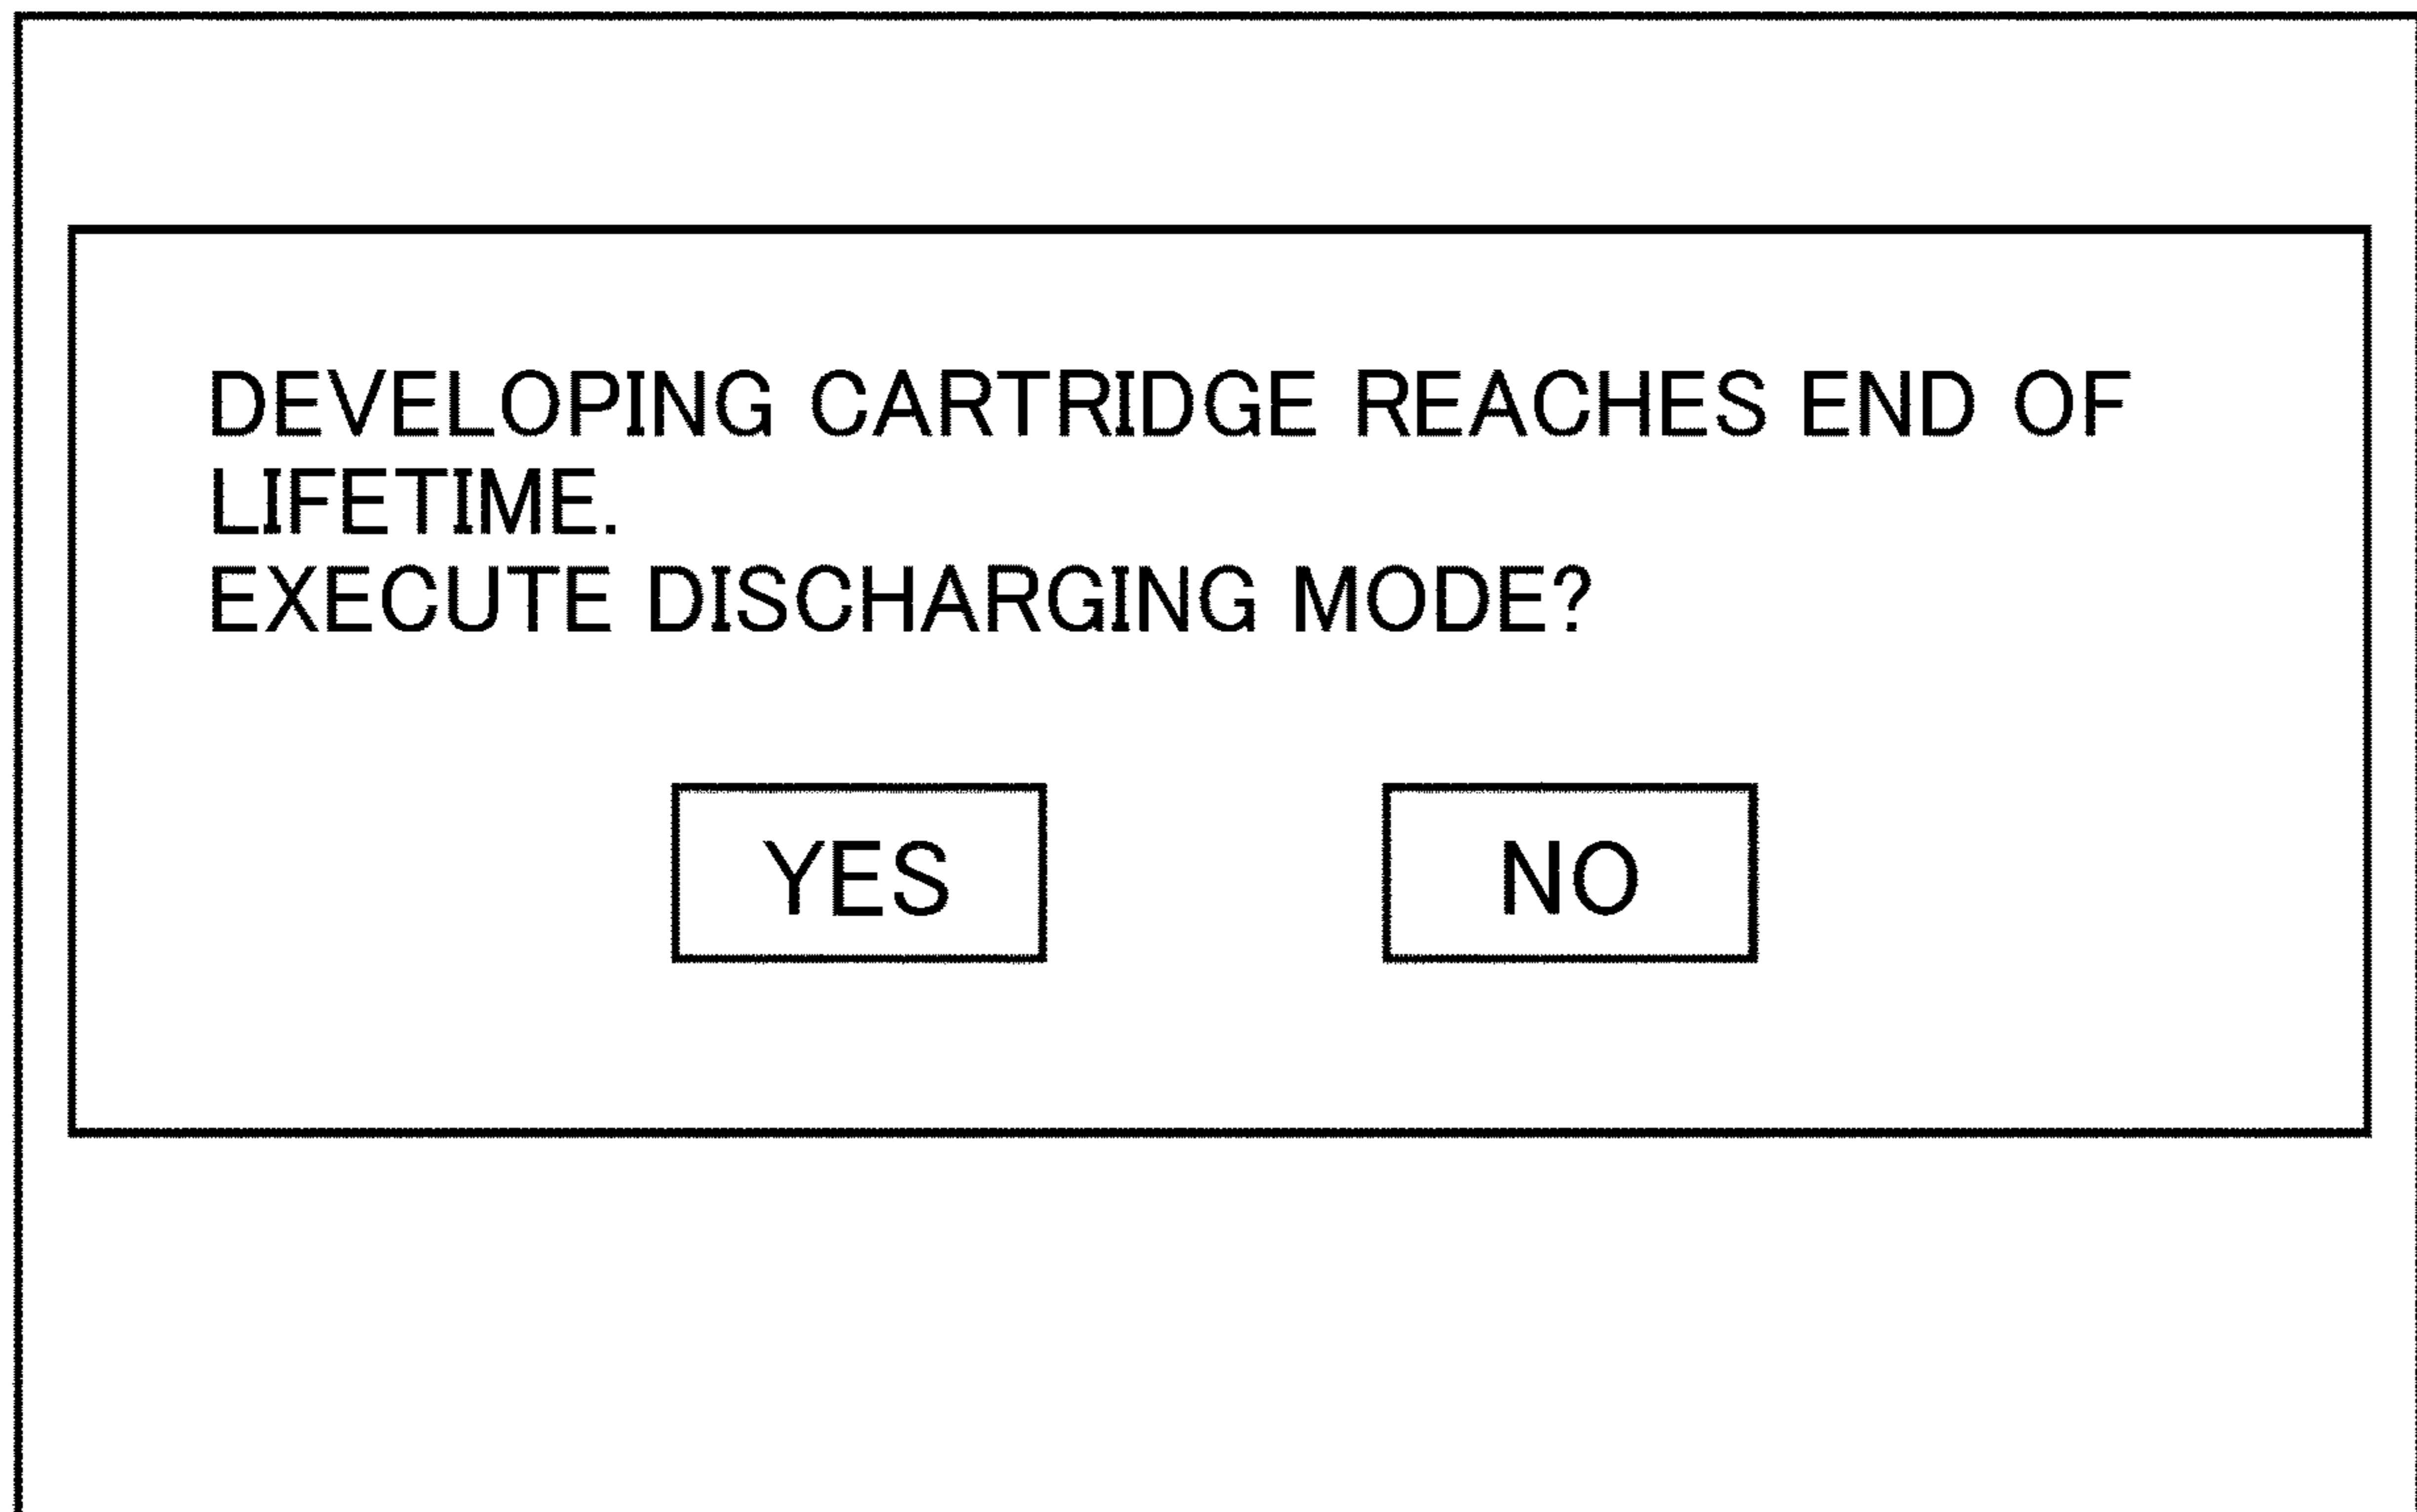 DEVELOPING CARTRIDGE REACHES END OF
LIFETIME.
EXECUTE DISCHARGING MODE?
YES
NO